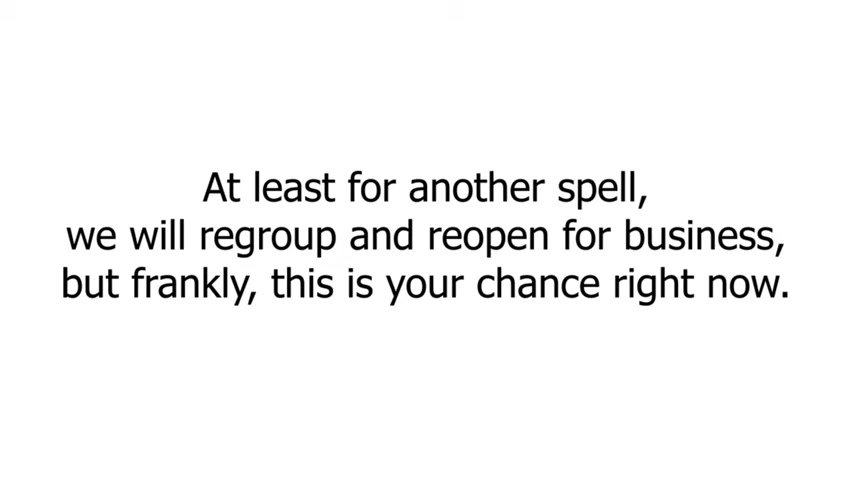 At least for another spell,
we will regroup and reopen for business,
but frankly, this is your chance right now.